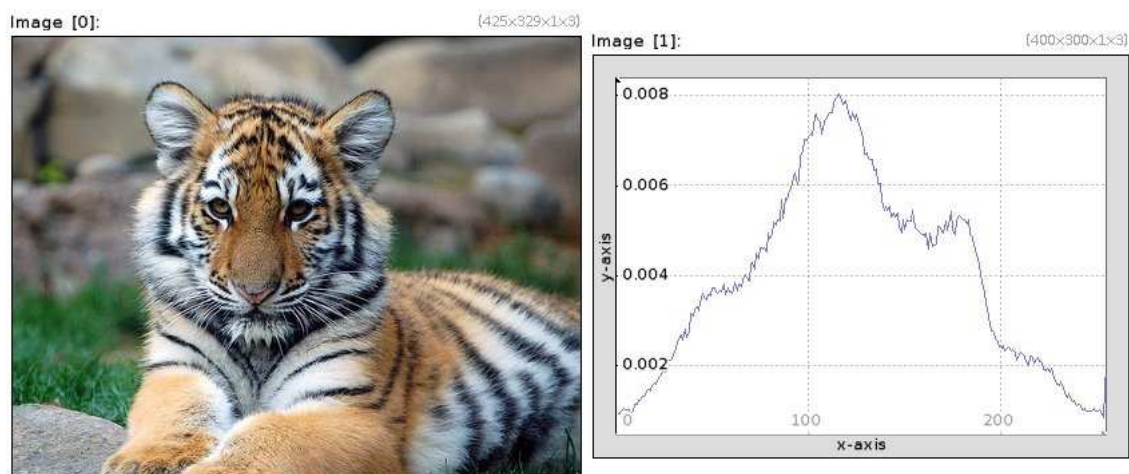 Image [0]:
(425x329x1x3)
Image [1]:
(400x300x1x3)
0.008
0.006
y-axis
0.004
0.002
0
100
200
x-axis